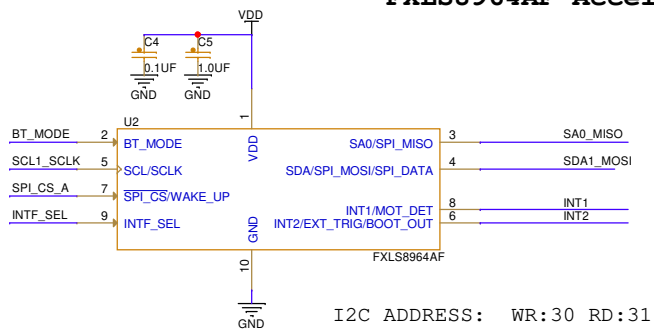 FXLS8964AF Accel
VDD
C4
C5
0.1UF
1.0UF
GND
GND
U2
1
BT_MODE
2
BT_MODE
VDD
SA0/SPI_MISO
3
SA0_MISO
SCL1_SCLK
5
SCL/SCLK
SDA/SPI_MOSI/SPI_DATA
4
SDA1_MOSI
SPI_CS_A
7
SPI_CS/WAKE_UP
INT1/MOT_DET
8
INT1
INTF_SEL
9
INTF_SEL
GND
INT2/EXT_TRIG/BOOT_OUT
6
INT2
FXLS8964AF
10
GND
I2C ADDRESS: WR:30 RD:31